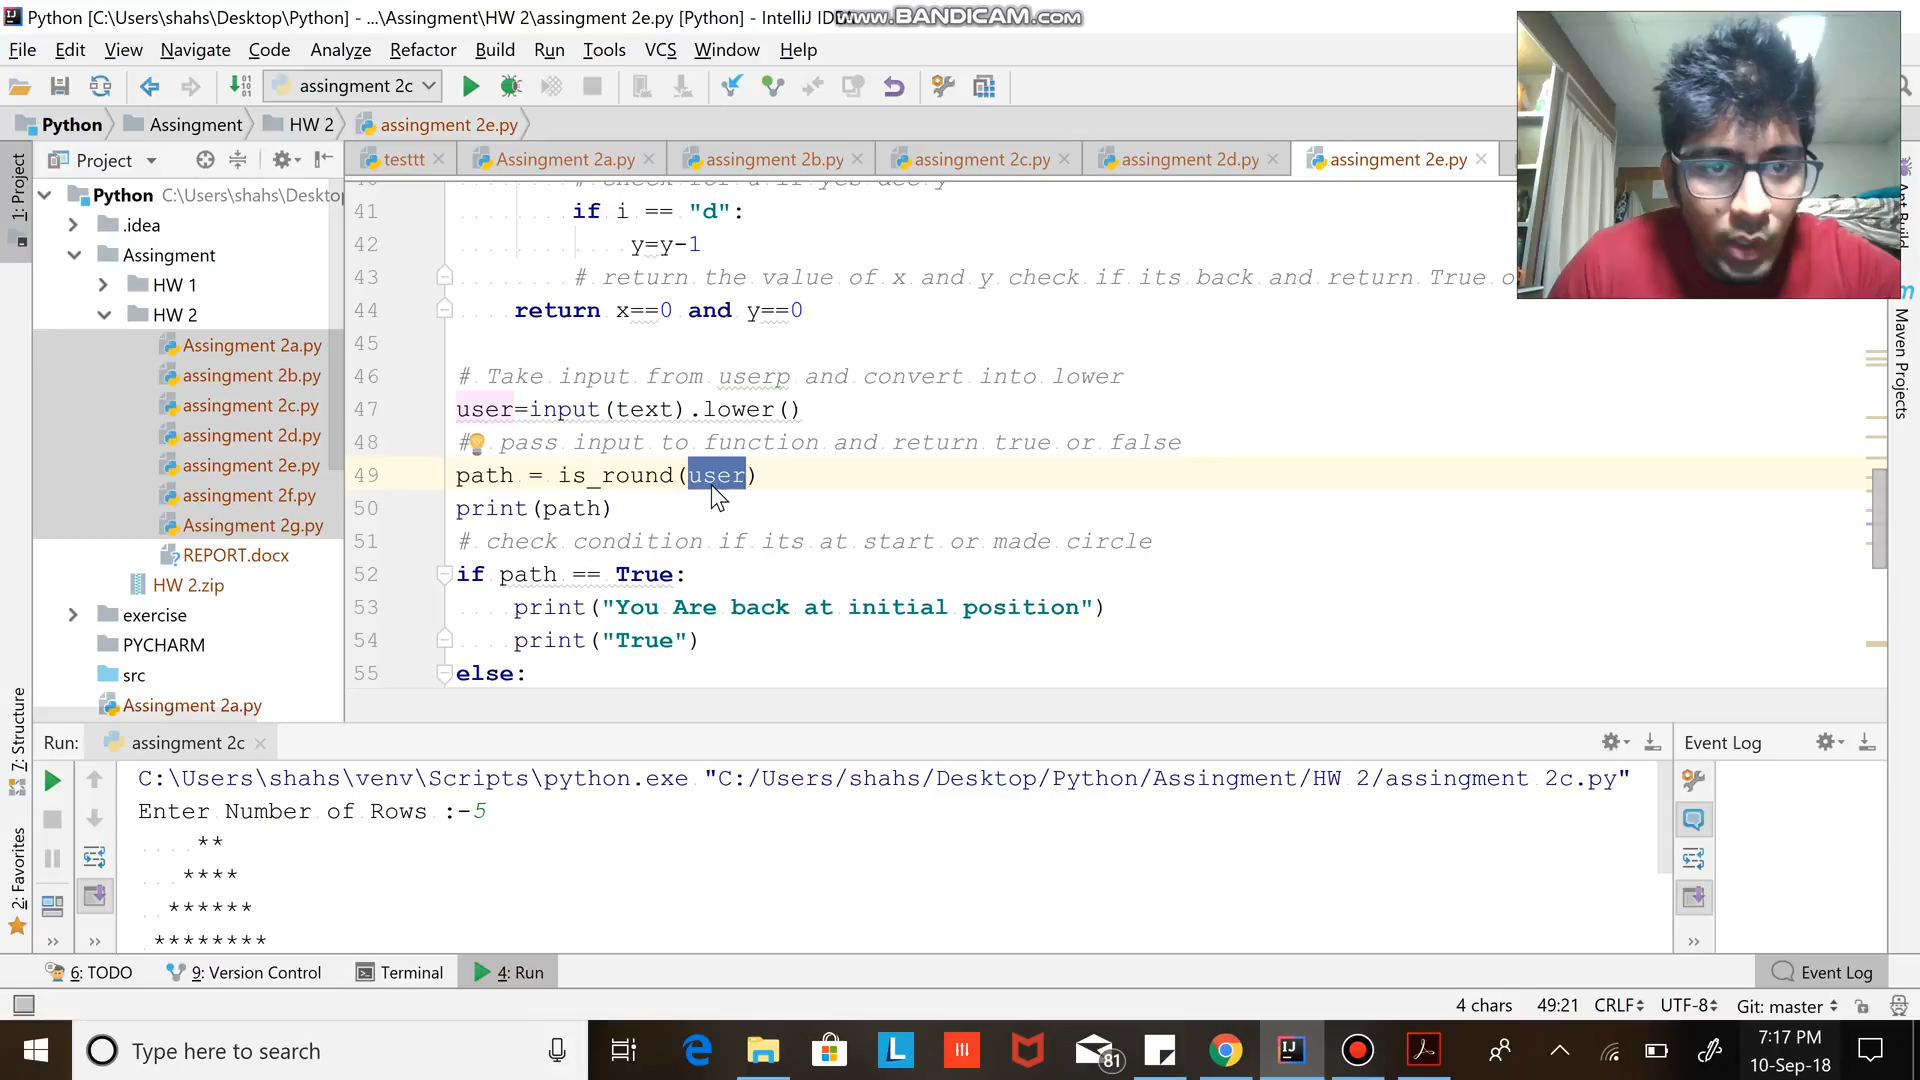 Python [C:\Users\shahs\Desktop\Python] - ...\Assingment\HW 2\assingment 2e.py [Python] - IntelliJ IDEA
www.BANDICAM.com
File Edit View Navigate Code Analyze Refactor Build Run Tools VCS Window Help
assingment 2c
Python Assingment HW 2 assingment 2e.py
1: Project
Project
testtt Assingment 2a.py assingment 2b.py assingment 2c.py assingment 2d.py assingment 2e.py
Python C:\Users\shahs\Deskto
.idea
Assingment
HW 1
HW 2
Assingment 2a.py
assingment 2b.py
assingment 2c.py
assingment 2d.py
assingment 2e.py
assingment 2f.py
Assingment 2g.py
REPORT.docx
HW 2.zip
exercise
PYCHARM
src
Assingment 2a.py
41 if i == "d":
42 y=y-1
43 # return the value of x and y check if its back and return True o
44 return x==0 and y==0
45
46 # Take input from userp and convert into lower
47 user=input(text).lower()
48 # pass input to function and return true or false
49 path = is_round(user)
50 print(path)
51 # check condition if its at start or made circle
52 if path == True:
53 print("You Are back at initial position")
54 print("True")
55 else:
Ant Build
Maven Projects
7: Structure
2: Favorites
Run: assingment 2c
Event Log
C:\Users\shahs\venv\Scripts\python.exe "C:/Users/shahs/Desktop/Python/Assingment/HW 2/assingment 2c.py"
Enter Number of Rows :-5
**
****
******
********
6: TODO 9: Version Control Terminal 4: Run
Event Log
4 chars 49:21 CRLF UTF-8 Git: master
Type here to search
81
7:17 PM
10-Sep-18